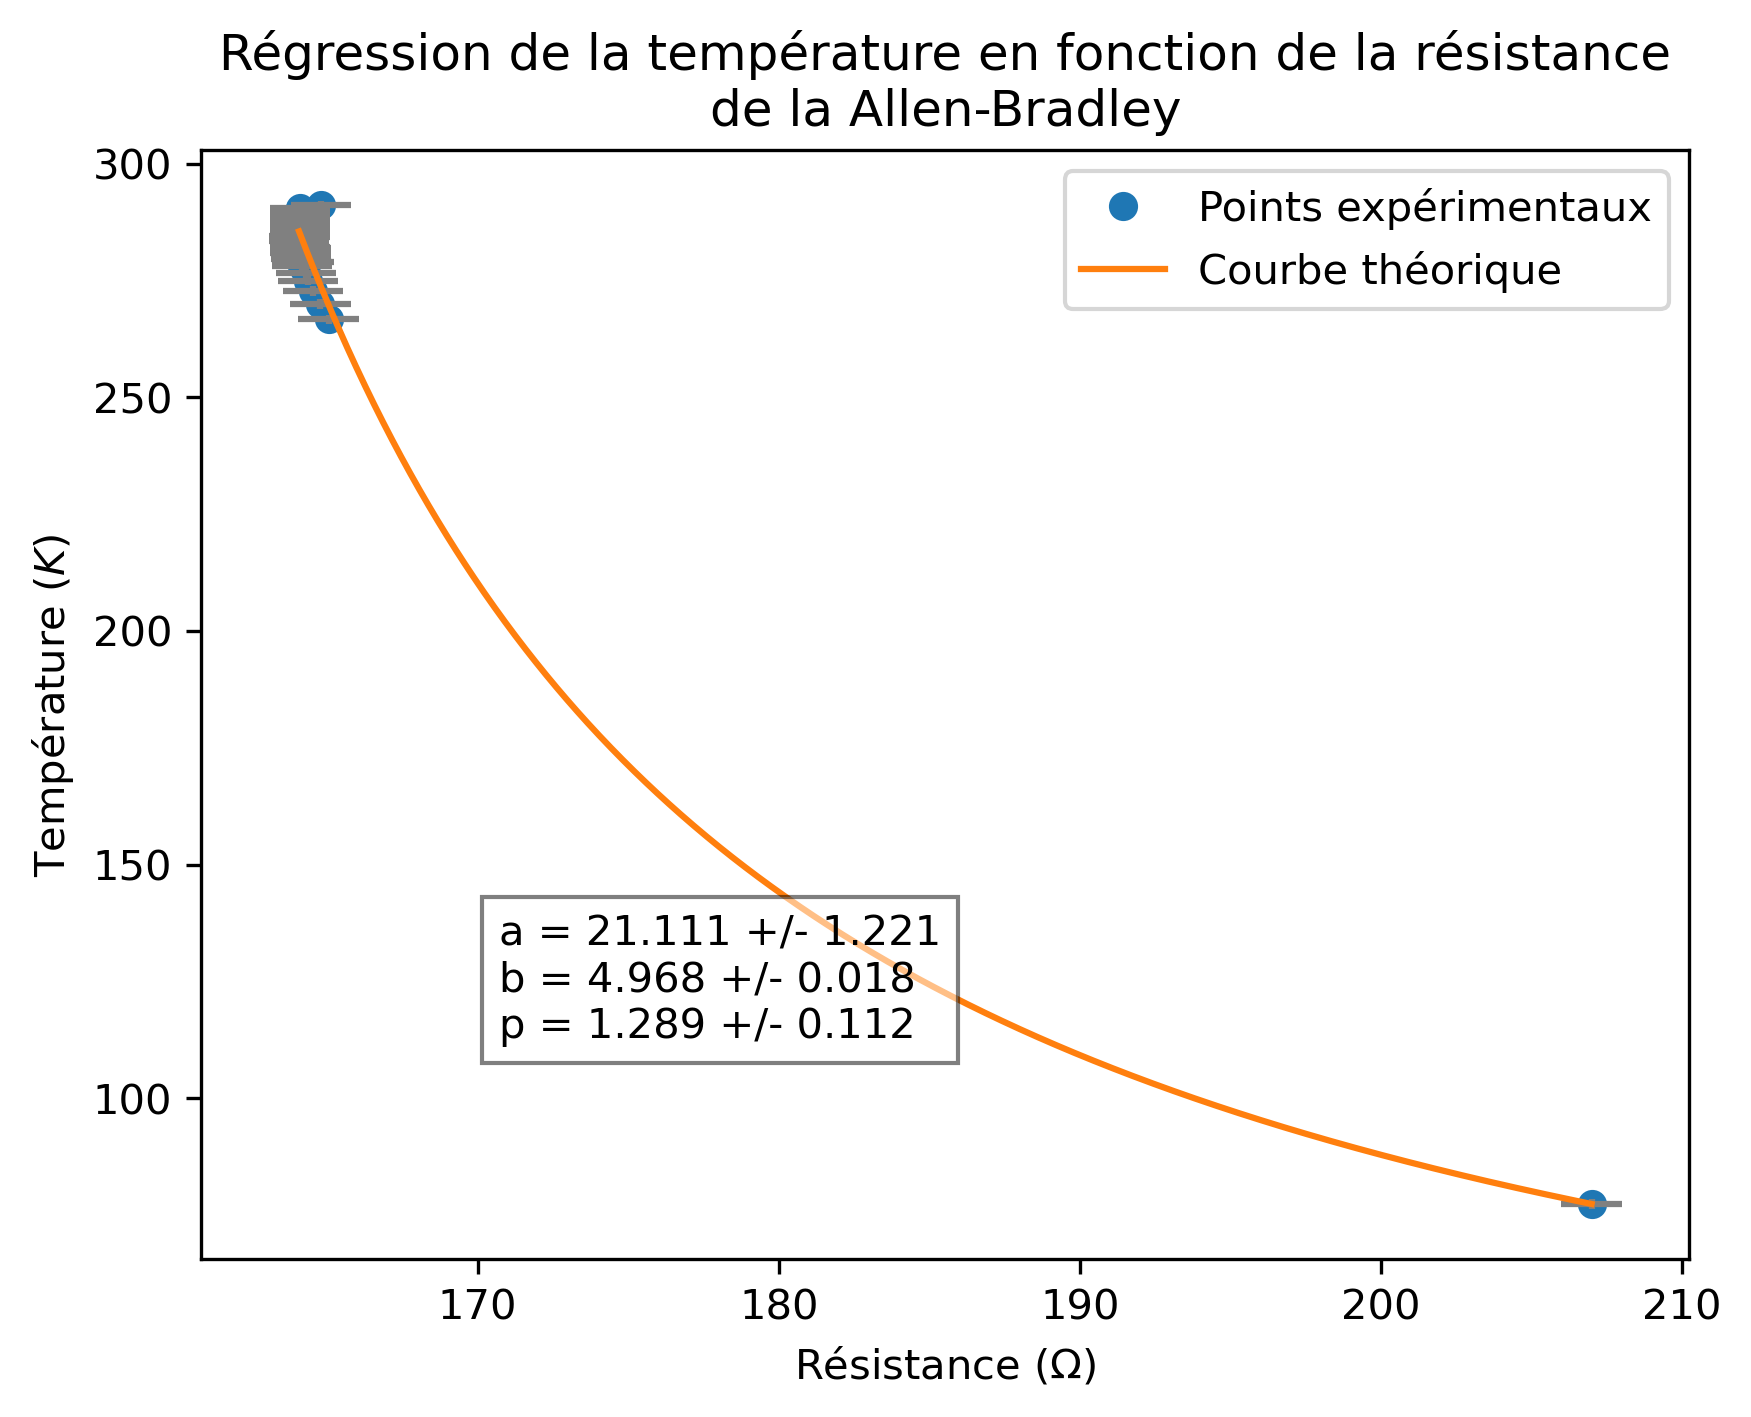 Régression de la température en fonction de la résistance
de la Allen-Bradley
300
250
200
150
100
Température (K)
Points expérimentaux
Courbe théorique
a = 21.111 +/- 1.221
b = 4.968 +/- 0.018
p = 1.289 +/- 0.112
170
180
190
200
210
Résistance (Ω)